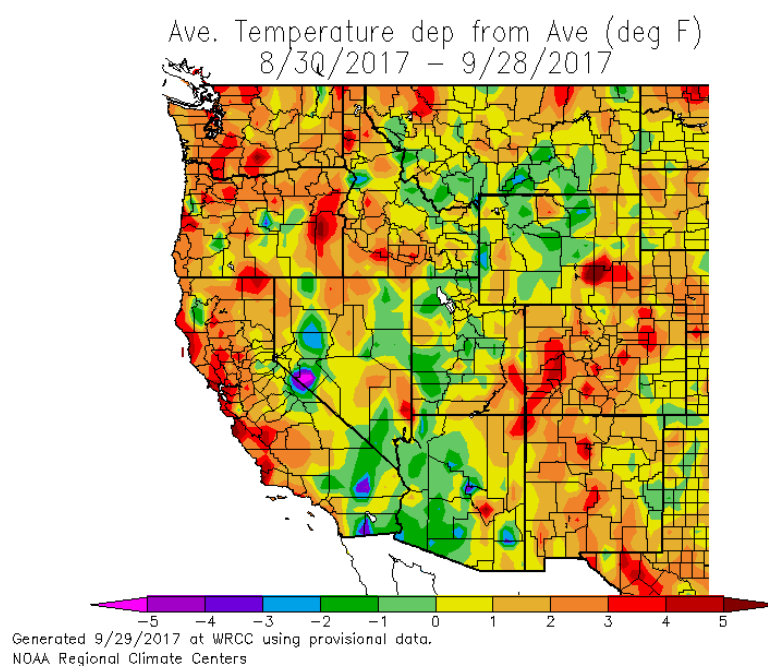 Ave. Temperature dep from Ave (deg F)
8/30/2017 – 9/28/2017
-5 -4 -3 -2 -1 0 1 2 3 4 5
Generated 9/29/2017 at WRCC using provisional data.
NOAA Regional Climate Centers